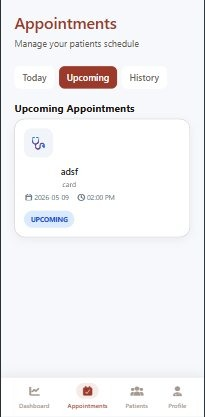 Appointments
Manage your patients schedule
Today Upcoming History
Upcoming Appointments
adsf
card
2026-05-09 02:00 PM
UPCOMING
Dashboard Appointments Patients Profile